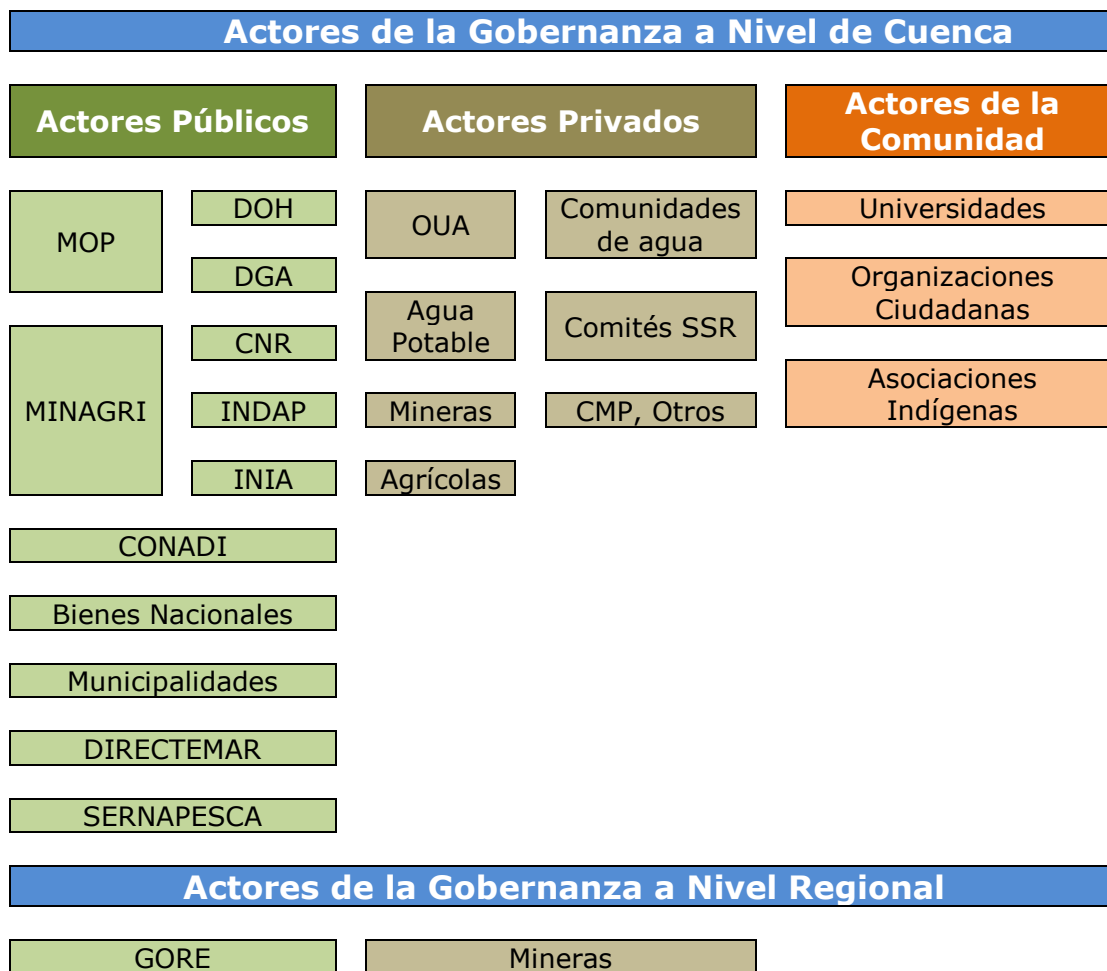 Actores de la Gobernanza a Nivel de Cuenca
Actores Públicos
Actores Privados
Actores de la
Comunidad
MOP
DOH
DGA
MINAGRI
CNR
INDAP
INIA
CONADI
Bienes Nacionales
Municipalidades
DIRECTEMAR
SERNAPESCA
OUA
Comunidades
de agua
Agua
Potable
Comités SSR
Mineras
CMP, Otros
Agrícolas
Universidades
Organizaciones
Ciudadanas
Asociaciones
Indígenas
Actores de la Gobernanza a Nivel Regional
GORE
Mineras